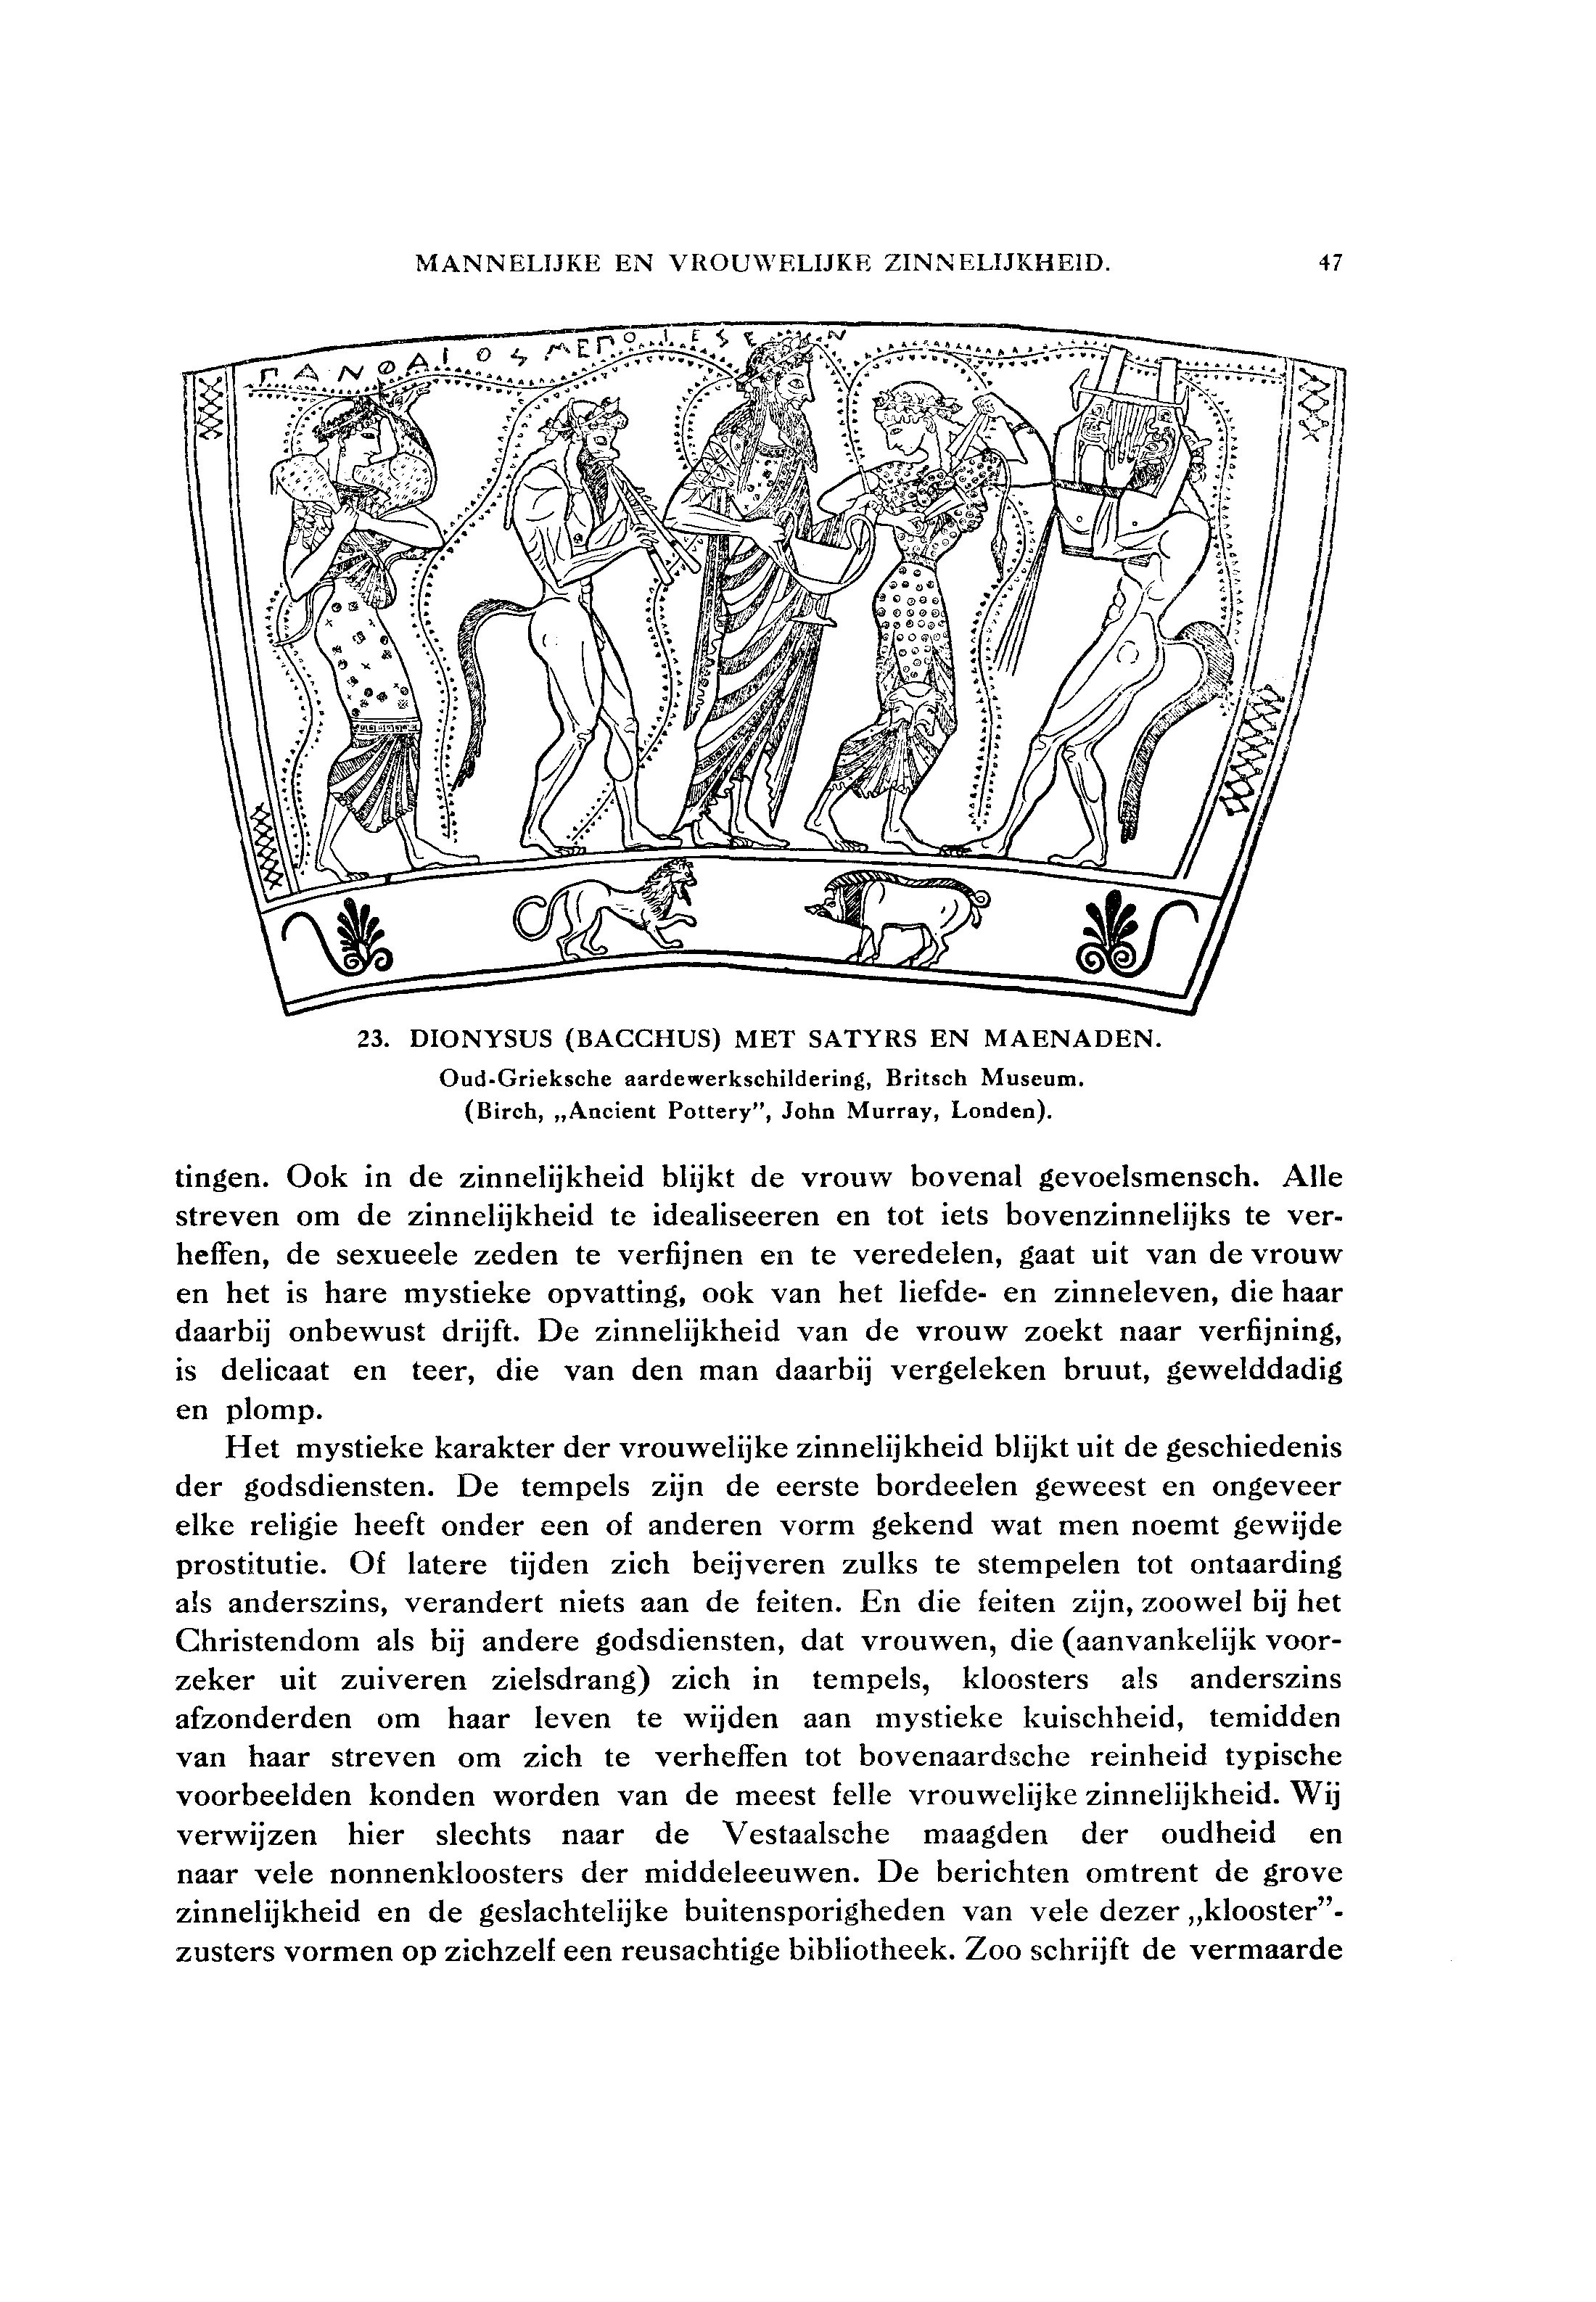 MANNELIJKE EN VROUWELIJKE ZINNELIJKHEID. 47
ΠΑΝΘΑΙΟΣΜΕΠΟΙΕSΕΝ
23. DIONYSUS (BACCHUS) MET SATYRS EN MAENADEN.
Oud-Grieksche aardewerkschildering, Britsch Museum.
(Birch, „Ancient Pottery”, John Murray, Londen).
tingen. Ook in de zinnelijkheid blijkt de vrouw bovenal gevoelsmensch. Alle
streven om de zinnelijkheid te idealiseeren en tot iets bovenzinnelijks te ver-
heffen, de sexueele zeden te verfijnen en te veredelen, gaat uit van de vrouw
en het is hare mystieke opvatting, ook van het liefde- en zinneleven, die haar
daarbij onbewust drijft. De zinnelijkheid van de vrouw zoekt naar verfijning,
is delicaat en teer, die van den man daarbij vergeleken bruut, gewelddadig
en plomp.
Het mystieke karakter der vrouwelijke zinnelijkheid blijkt uit de geschiedenis
der godsdiensten. De tempels zijn de eerste bordeelen geweest en ongeveer
elke religie heeft onder een of anderen vorm gekend wat men noemt gewijde
prostitutie. Of latere tijden zich beijveren zulks te stempelen tot ontaarding
als anderszins, verandert niets aan de feiten. En die feiten zijn, zoowel bij het
Christendom als bij andere godsdiensten, dat vrouwen, die (aanvankelijk voor-
zeker uit zuiveren zielsdrang) zich in tempels, kloosters als anderszins
afzonderden om haar leven te wijden aan mystieke kuischheid, temidden
van haar streven om zich te verheffen tot bovenaardsche reinheid typische
voorbeelden konden worden van de meest felle vrouwelijke zinnelijkheid. Wij
verwijzen hier slechts naar de Vestaalsche maagden der oudheid en
naar vele nonnenkloosters der middeleeuwen. De berichten omtrent de grove
zinnelijkheid en de geslachtelijke buitensporigheden van vele dezer „klooster”-
zusters vormen op zichzelf een reusachtige bibliotheek. Zoo schrijft de vermaarde